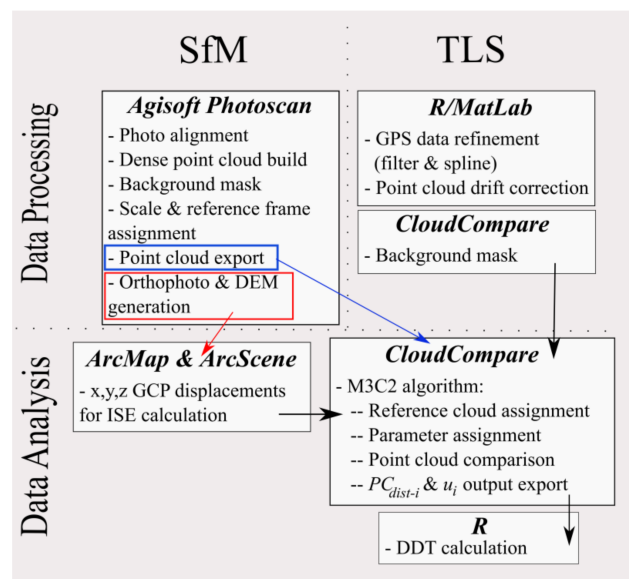 SfM
TLS
Data Processing
Agisoft Photoscan
- Photo alignment
- Dense point cloud build
- Background mask
- Scale & reference frame
assignment
- Point cloud export
- Orthophoto & DEM
generation
R/MatLab
- GPS data refinement
(filter & spline)
- Point cloud drift correction
CloudCompare
- Background mask
Data Analysis
ArcMap & ArcScene
- x,y,z GCP displacements
for ISE calculation
CloudCompare
- M3C2 algorithm:
-- Reference cloud assignment
-- Parameter assignment
-- Point cloud comparison
-- PC_dist-i & u_i output export
R
- DDT calculation